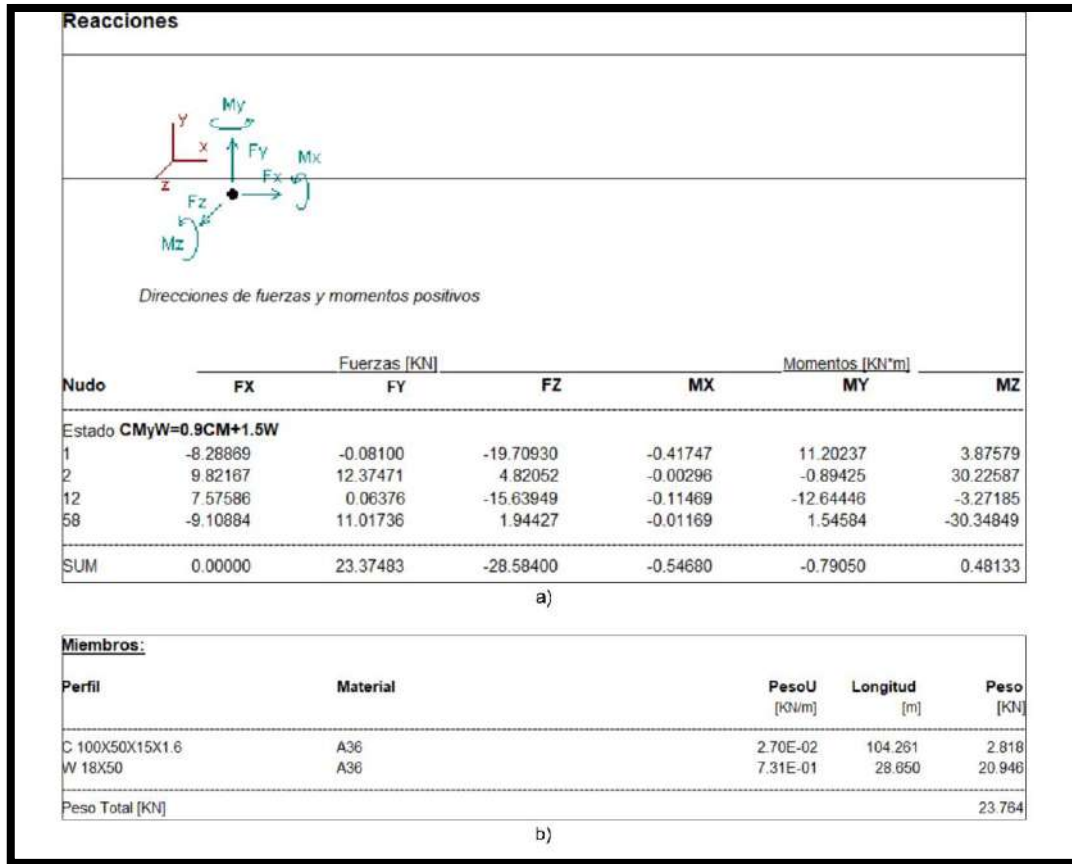 Reacciones
My
y
x
Fy
Mx
Fx
z
Fz
Mz
Direcciones de fuerzas y momentos positivos
Fuerzas [KN] Momentos [KN*m]
Nudo FX FY FZ MX MY MZ
Estado CMyW=0.9CM+1.5W
1 -8.28869 -0.08100 -19.70930 -0.41747 11.20237 3.87579
2 9.82167 12.37471 4.82052 -0.00296 -0.89425 30.22587
12 7.57586 0.06376 -15.63949 -0.11469 -12.64446 -3.27185
58 -9.10884 11.01736 1.94427 -0.01169 1.54584 -30.34849
SUM 0.00000 23.37483 -28.58400 -0.54680 -0.79050 0.48133
a)
Miembros:
Perfil Material PesoU Longitud Peso
[KN/m] [m] [KN]
C 100X50X15X1.6 A36 2.70E-02 104.261 2.818
W 18X50 A36 7.31E-01 28.650 20.946
Peso Total [KN] 23.764
b)